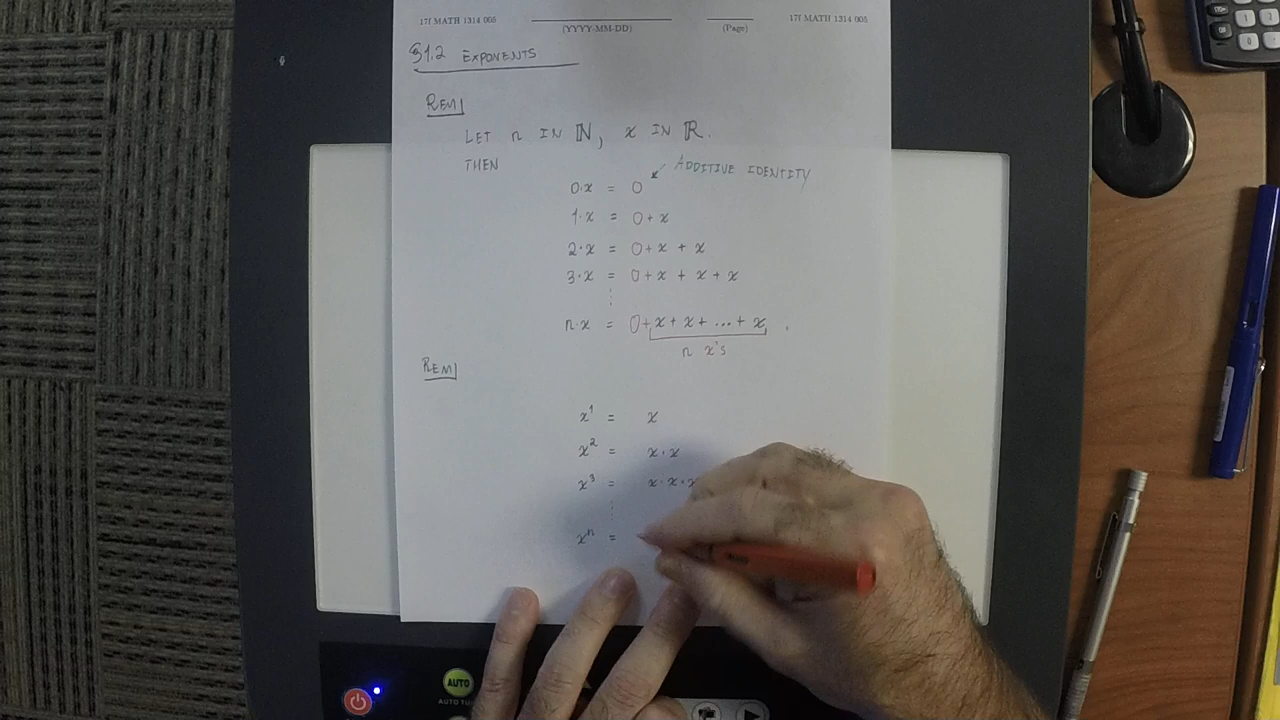 17f MATH 1314 005 (YYYY-MM-DD) (Page) 17f MATH 1314 005
§1.2 EXPONENTS
REM
LET n IN ℕ, x IN ℝ.
THEN
ADDITIVE IDENTITY
0·x = 0
1·x = 0 + x
2·x = 0 + x + x
3·x = 0 + x + x + x
⋮
n·x = 0 + x + x + ... + x.
n x's
REM
x¹ = x
x² = x·x
x³ = x·x·x
⋮
xⁿ =
AUTO